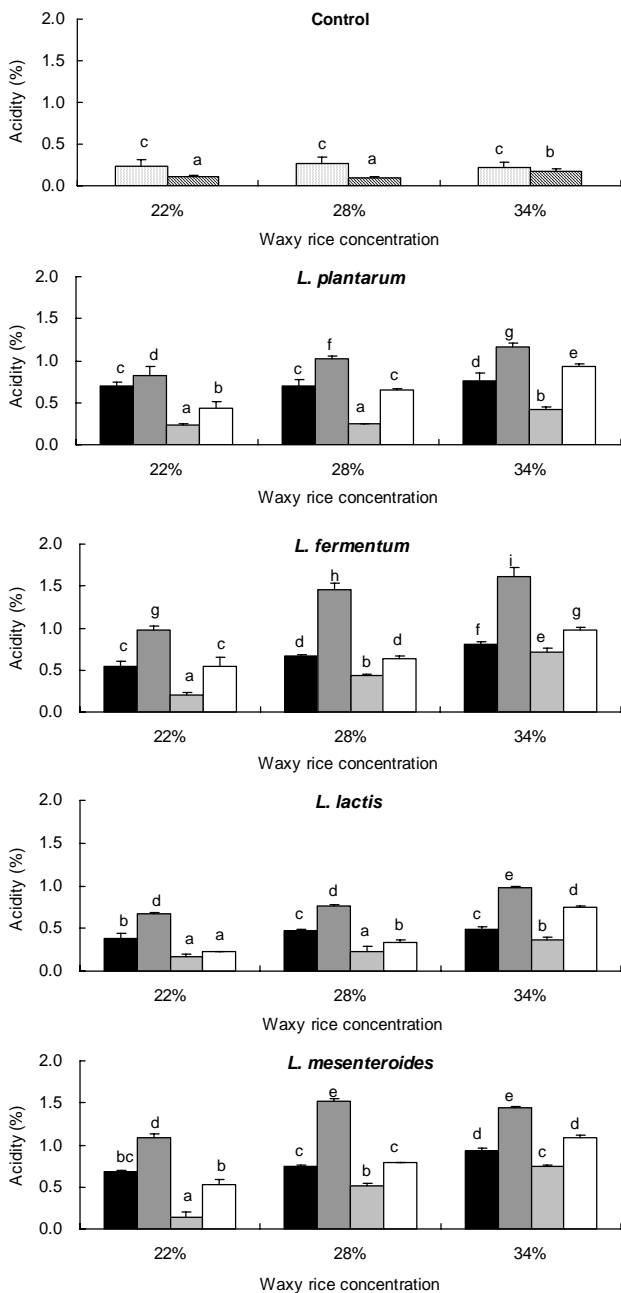 Control
2.0
1.5
1.0
0.5
0.0
Acidity (%)
c a c a c b
22% 28% 34%
Waxy rice concentration
L. plantarum
2.0
1.5
1.0
0.5
0.0
Acidity (%)
c d a b c f a c d g b e
22% 28% 34%
Waxy rice concentration
L. fermentum
2.0
1.5
1.0
0.5
0.0
Acidity (%)
c g a c d h b d f i e g
22% 28% 34%
Waxy rice concentration
L. lactis
2.0
1.5
1.0
0.5
0.0
Acidity (%)
b d a a c d a b c e b d
22% 28% 34%
Waxy rice concentration
L. mesenteroides
2.0
1.5
1.0
0.5
0.0
Acidity (%)
bc d a b c e b c d e c d
22% 28% 34%
Waxy rice concentration